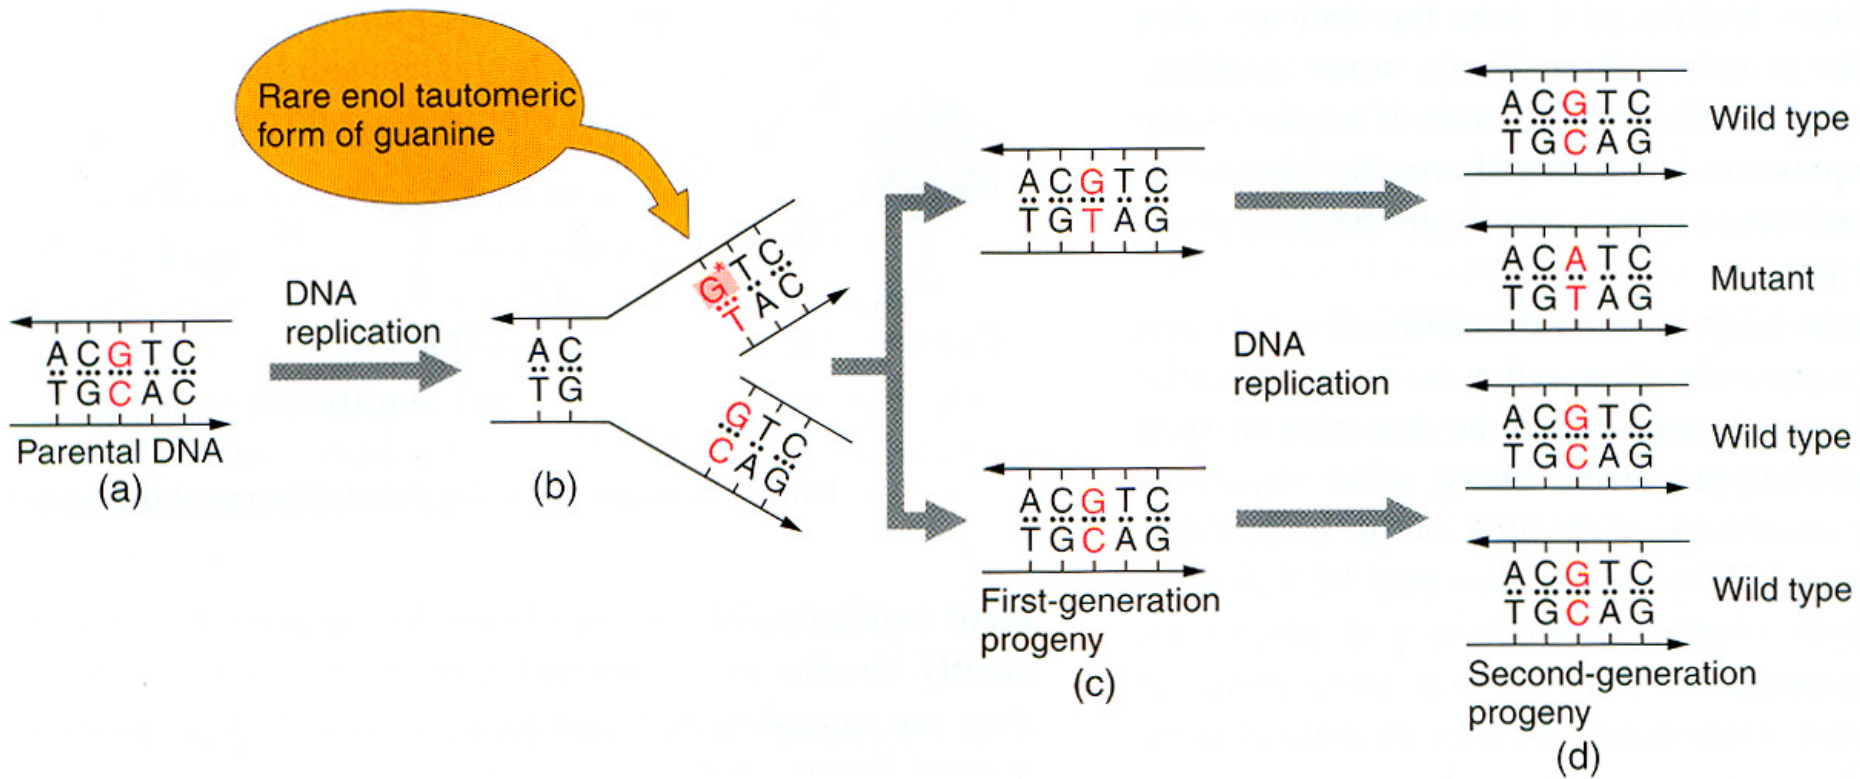 Rare enol tautomeric
form of guanine
DNA
replication
A C G T C
T G C A C
Parental DNA
(a)
A C
T G
G* T C
T A C
G T C
C A G
(b)
A C G T C
T G T A G
A C G T C
T G C A G
First-generation
progeny
(c)
DNA
replication
A C G T C
T G C A G
Wild type
A C A T C
T G T A G
Mutant
A C G T C
T G C A G
Wild type
A C G T C
T G C A G
Wild type
Second-generation
progeny
(d)